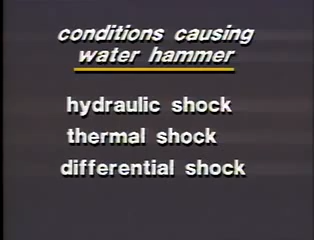 conditions causing
water hammer
hydraulic shock
thermal shock
differential shock